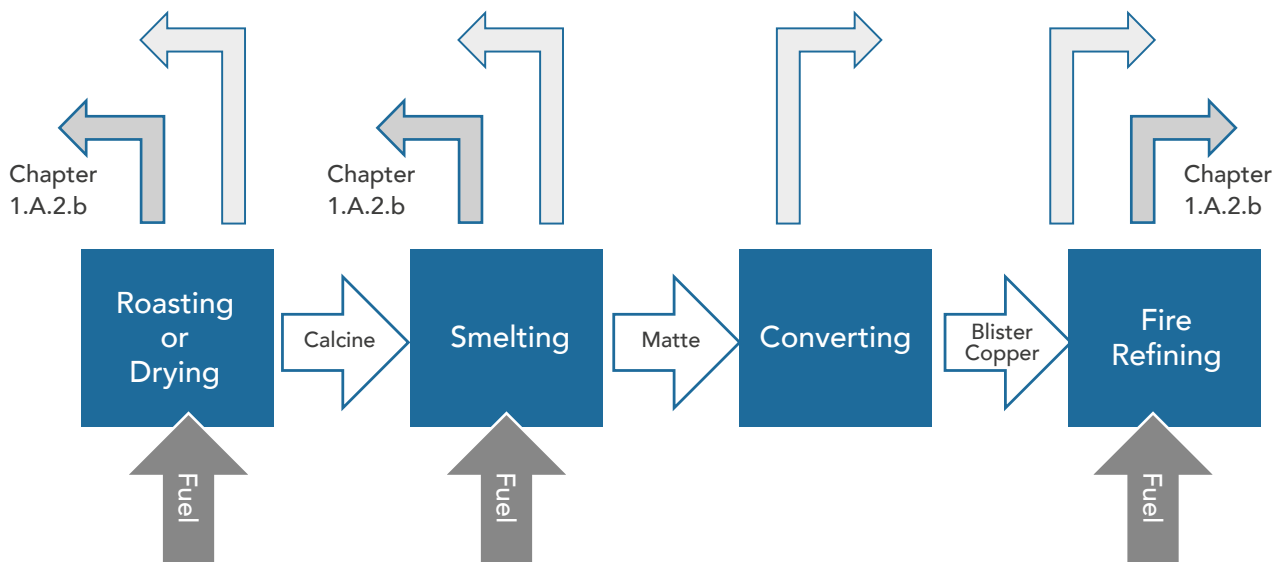 Chapter
1.A.2.b
Chapter
1.A.2.b
Chapter
1.A.2.b
Roasting
or
Drying
Calcine
Smelting
Matte
Converting
Blister
Copper
Fire
Refining
Fuel
Fuel
Fuel